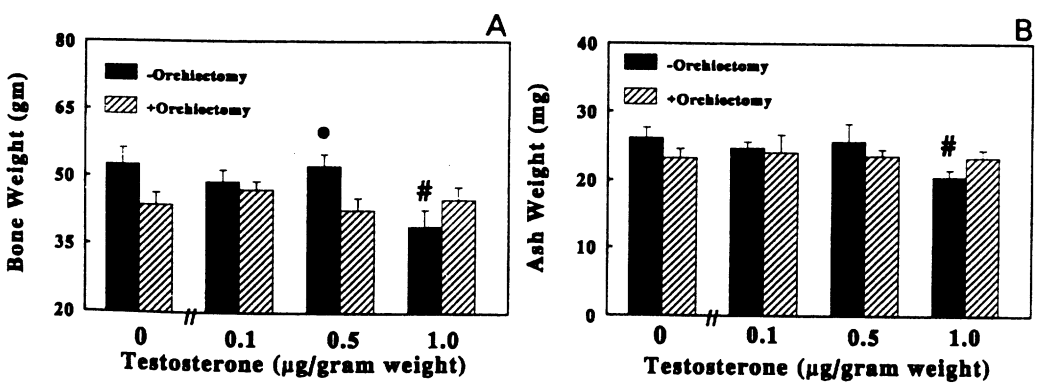 A
80
65
50
35
20
Bone Weight (gm)
-Orchiectomy
+Orchiectomy
●
#
0 // 0.1 0.5 1.0
Testosterone (µg/gram weight)
B
40
30
20
10
0
Ash Weight (mg)
-Orchiectomy
+Orchiectomy
#
0 // 0.1 0.5 1.0
Testosterone (µg/gram weight)